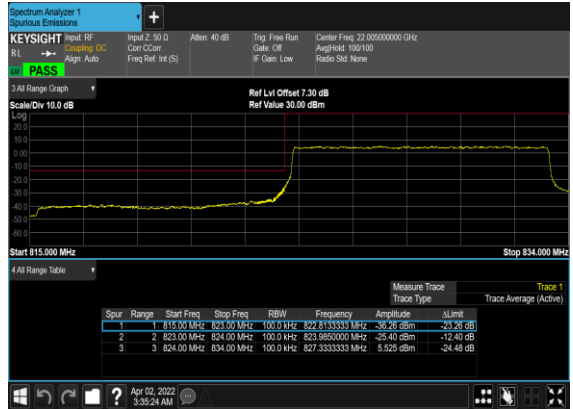 Spectrum Analyzer 1
Spurious Emissions
+
KEYSIGHT Input: RF Input Z: 50 Ω Atten: 40 dB Trig: Free Run Center Freq: 22.005000000 GHz
RL Coupling: DC Corr CCorr Gate: Off Avg|Hold: 100/100
Align: Auto Freq Ref: Int (S) IF Gain: Low Radio Std: None
PASS
3 All Range Graph
Ref Lvl Offset 7.30 dB
Scale/Div 10.0 dB Ref Value 30.00 dBm
Log
20.0
10.0
0.00
-10.0
-20.0
-30.0
-40.0
-50.0
-60.0
Start 815.000 MHz Stop 834.000 MHz
4 All Range Table
Measure Trace Trace 1
Trace Type Trace Average (Active)
Spur Range Start Freq Stop Freq RBW Frequency Amplitude ΔLimit
1 1 815.00 MHz 823.00 MHz 100.0 kHz 822.8133333 MHz -36.26 dBm -23.26 dB
2 2 823.00 MHz 824.00 MHz 100.0 kHz 823.9850000 MHz -25.40 dBm -12.40 dB
3 3 824.00 MHz 834.00 MHz 100.0 kHz 827.3333333 MHz 5.525 dBm -24.48 dB
? Apr 02, 2022
3:35:24 AM